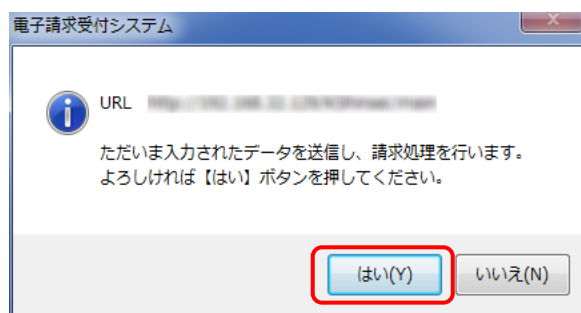 電子請求受付システム
URL
ただいま入力されたデータを送信し、請求処理を行います。
よろしければ【はい】ボタンを押してください。
はい(Y)
いいえ(N)